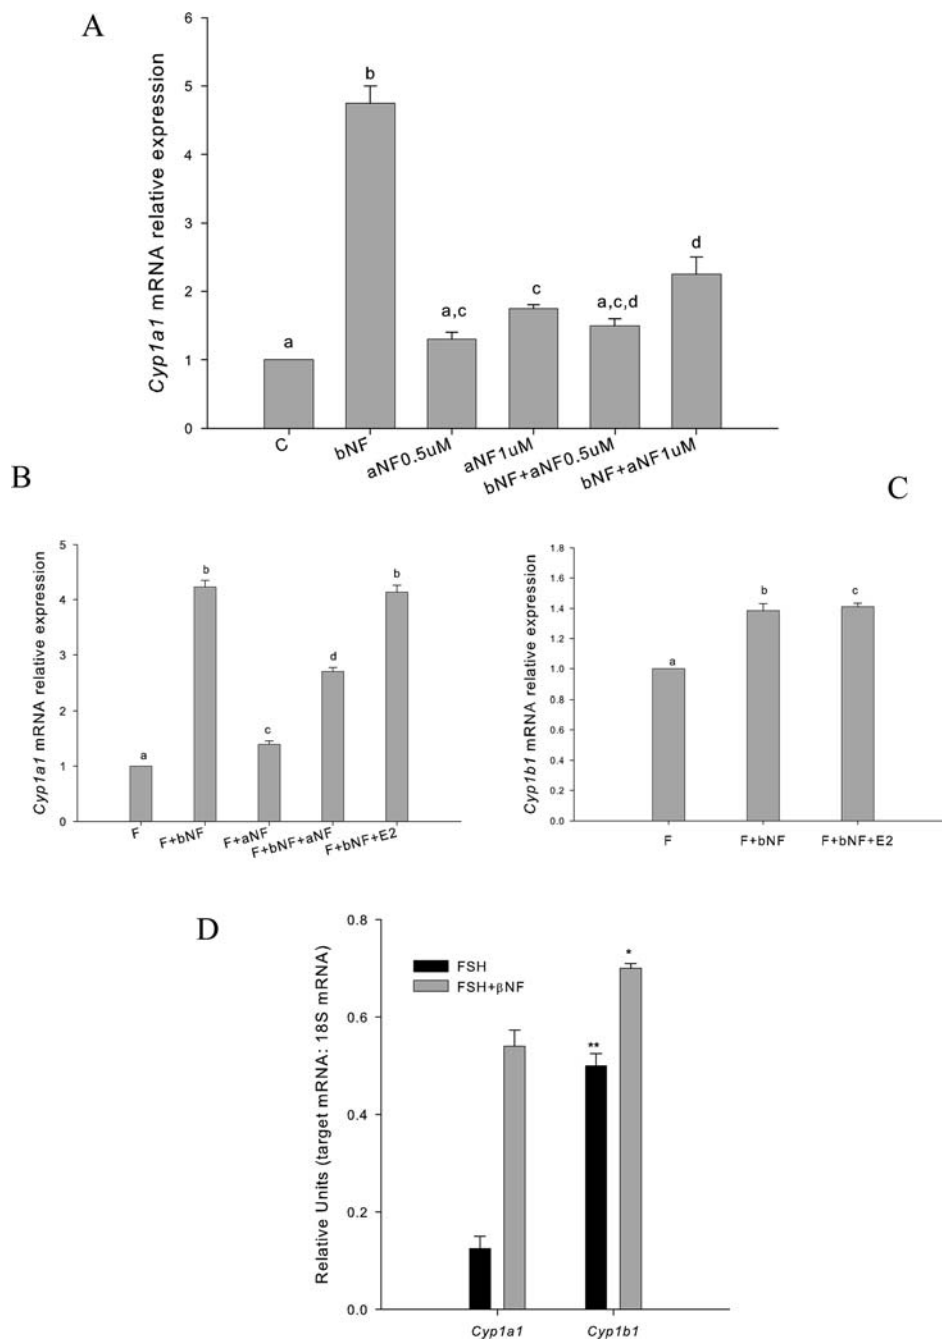 A
Cyp1a1 mRNA relative expression
6
5
4
3
2
1
0
a
b
a,c
c
a,c,d
d
C
bNF
aNF0.5uM
aNF1uM
bNF+aNF0.5uM
bNF+aNF1uM
B
Cyp1a1 mRNA relative expression
5
4
3
2
1
0
a
b
c
d
b
F
F+bNF
F+aNF
F+bNF+aNF
F+bNF+E2
C
Cyp1b1 mRNA relative expression
1.8
1.6
1.4
1.2
1.0
0.8
0.6
0.4
0.2
0.0
a
b
c
F
F+bNF
F+bNF+E2
D
Relative Units (target mRNA: 18S mRNA)
0.8
0.6
0.4
0.2
0.0
FSH
FSH+βNF
**
*
Cyp1a1
Cyp1b1